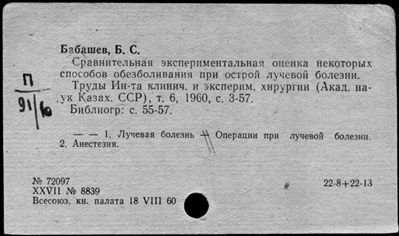 Бабашев, Б. С.
Сравнительная экспериментальная оценка некоторых
способов обезболивания при острой лучевой болезни.
Труды Ин-та клинич. и эксперим. хирургии (Акад. на-
ук Казах. ССР), т. 6, 1960, с. 3-57.
Библиогр: с. 55-57.
П
91/60
— — 1. Лучевая болезнь // Операции при лучевой болезни.
2. Анестезия.
№ 72097
22-8+22-13
XXVII № 8839
Всесоюз. кн. палата 18 VIII 60